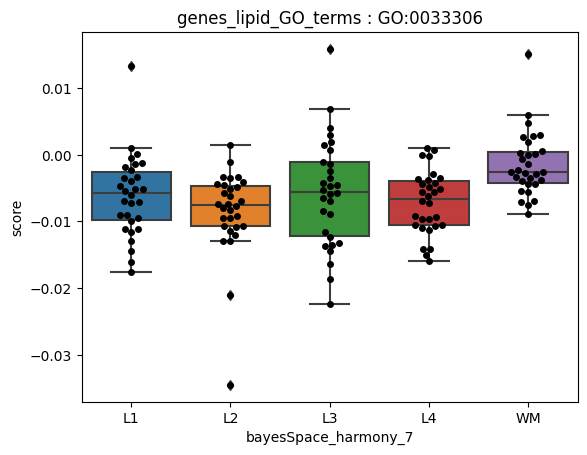 genes_lipid_GO_terms : GO:0033306
0.01
0.00
−0.01
−0.02
−0.03
score
L1 L2 L3 L4 WM
bayesSpace_harmony_7